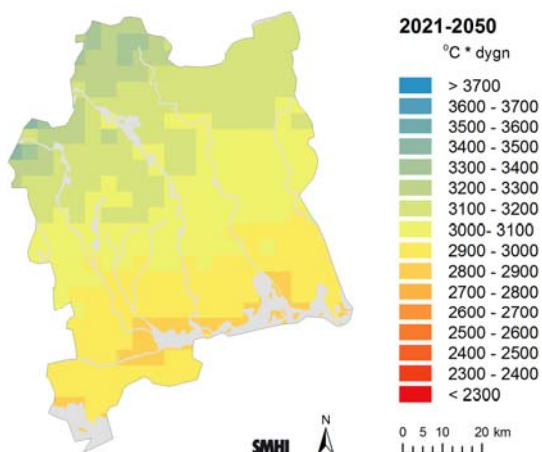 2021-2050
°C * dygn
> 3700
3600 - 3700
3500 - 3600
3400 - 3500
3300 - 3400
3200 - 3300
3100 - 3200
3000- 3100
2900 - 3000
2800 - 2900
2700 - 2800
2600 - 2700
2500 - 2600
2400 - 2500
2300 - 2400
< 2300
N
SMHI
0 5 10 20 km